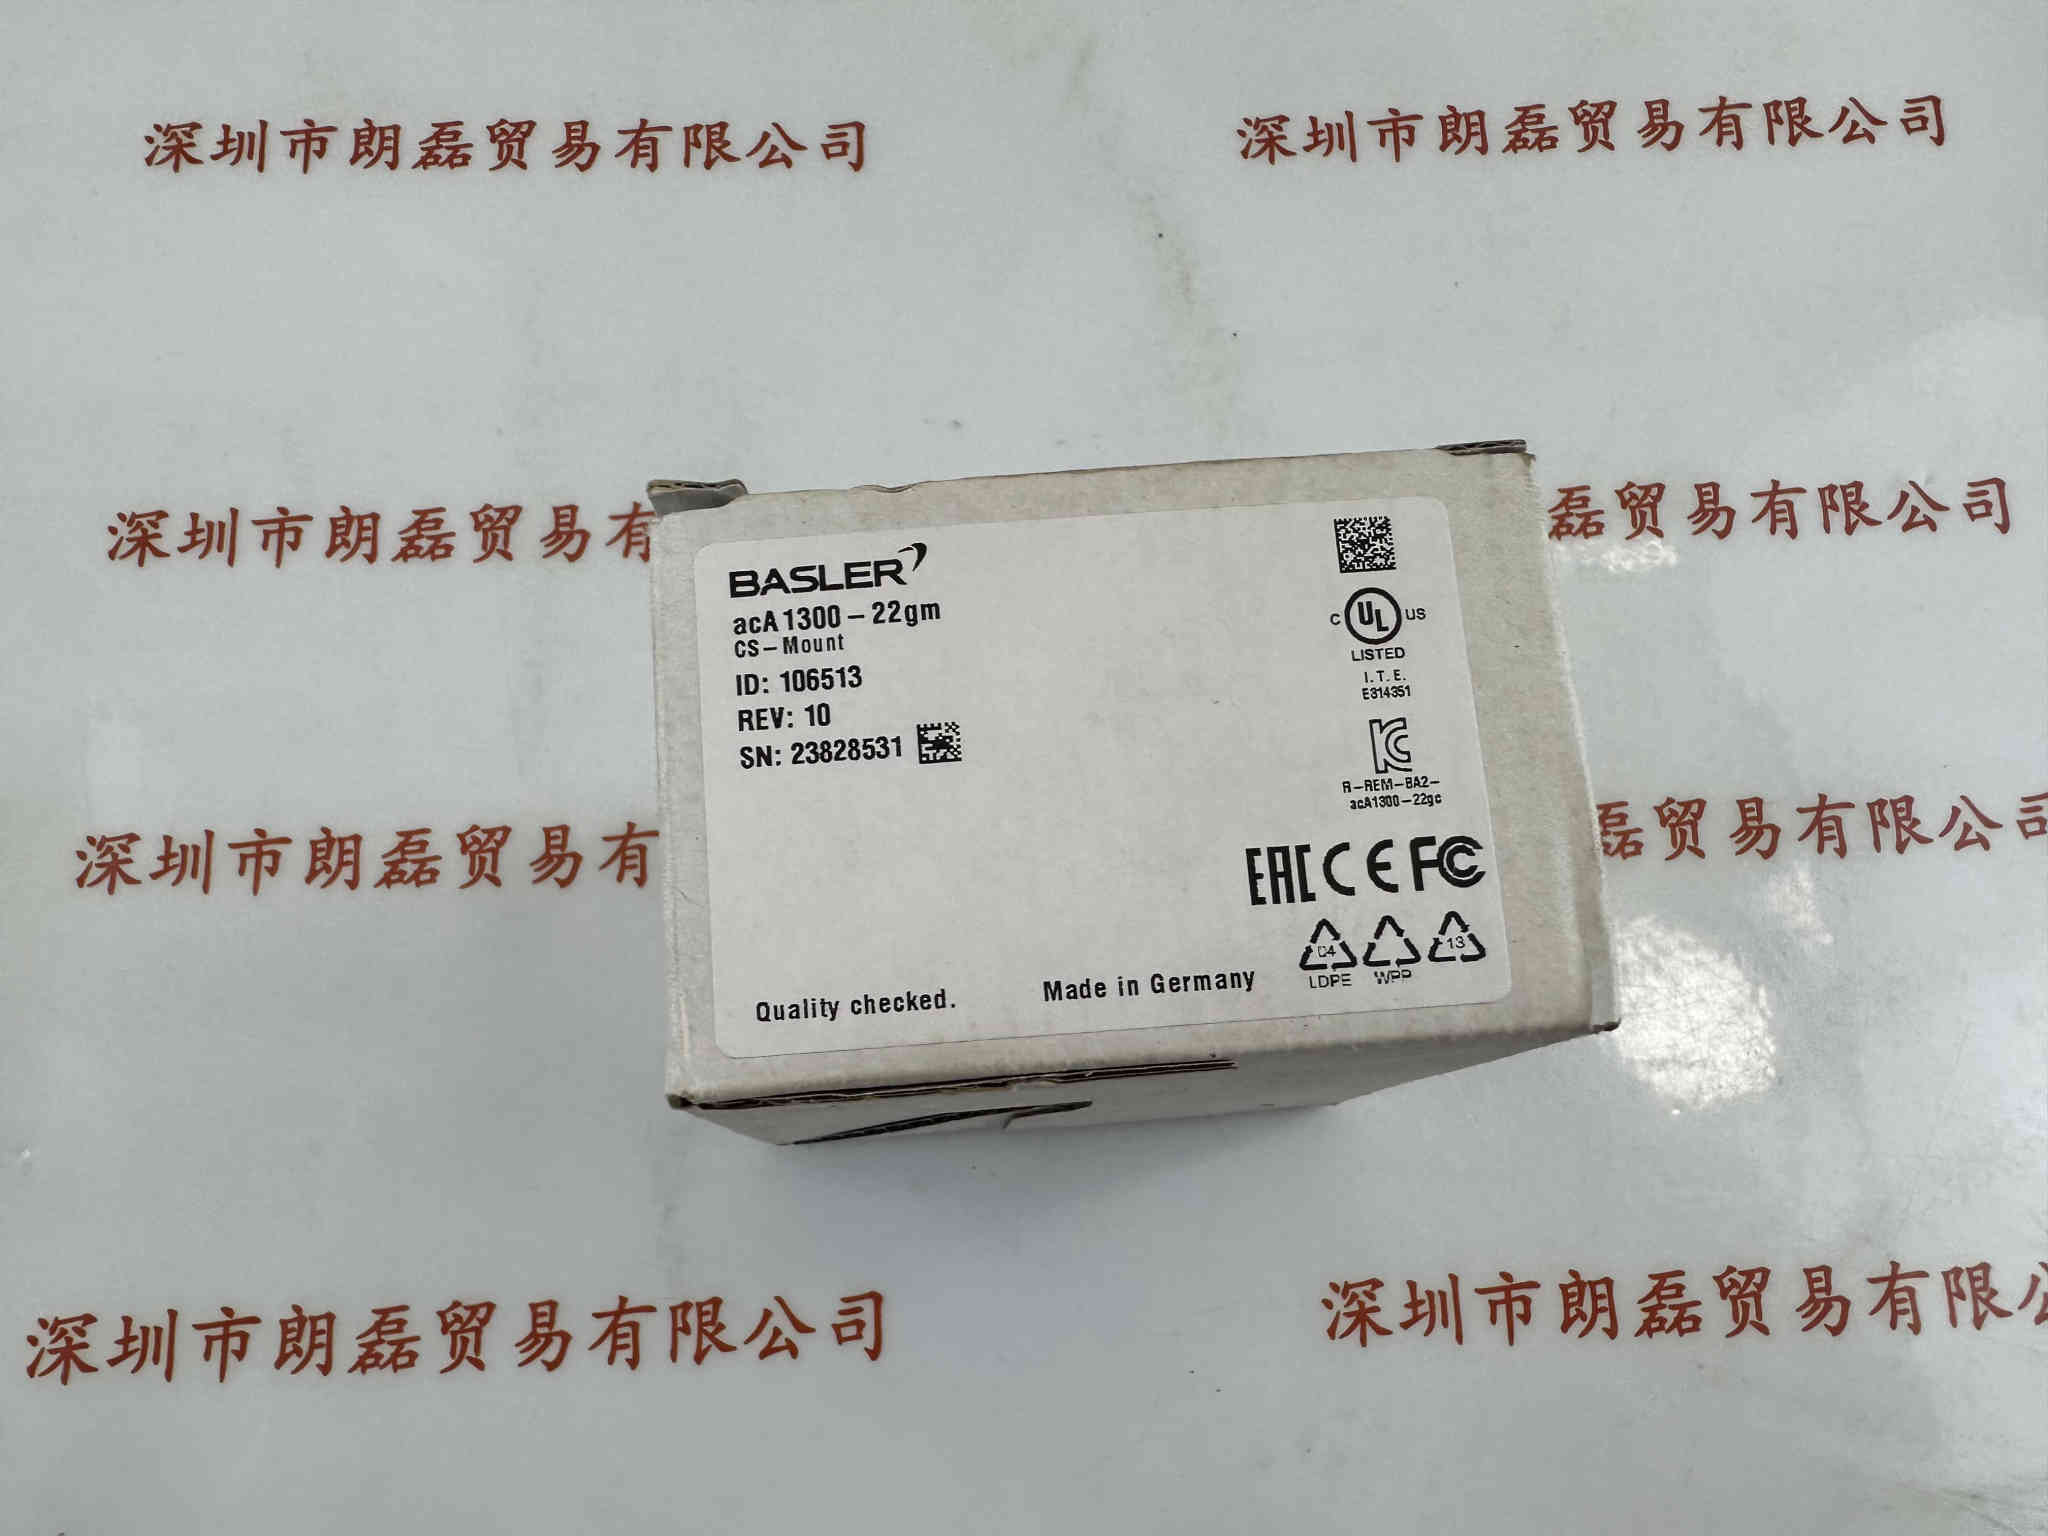 深圳市朗磊贸易有限公司
深圳市朗磊贸易有限公司
深圳市朗磊贸易有
磊贸易有限公司
BASLER
acA1300-22gm
CS-Mount
ID: 106513
REV: 10
SN: 23828531
C UL US
LISTED
I.T.E.
E314351
R-REM-BA2-
acA1300-22gc
EAC CE FC
04
13
LDPE
WPP
Quality checked.
Made in Germany
深圳市朗磊贸易有
磊贸易有限公司
深圳市朗磊贸易有限公司
深圳市朗磊贸易有限公